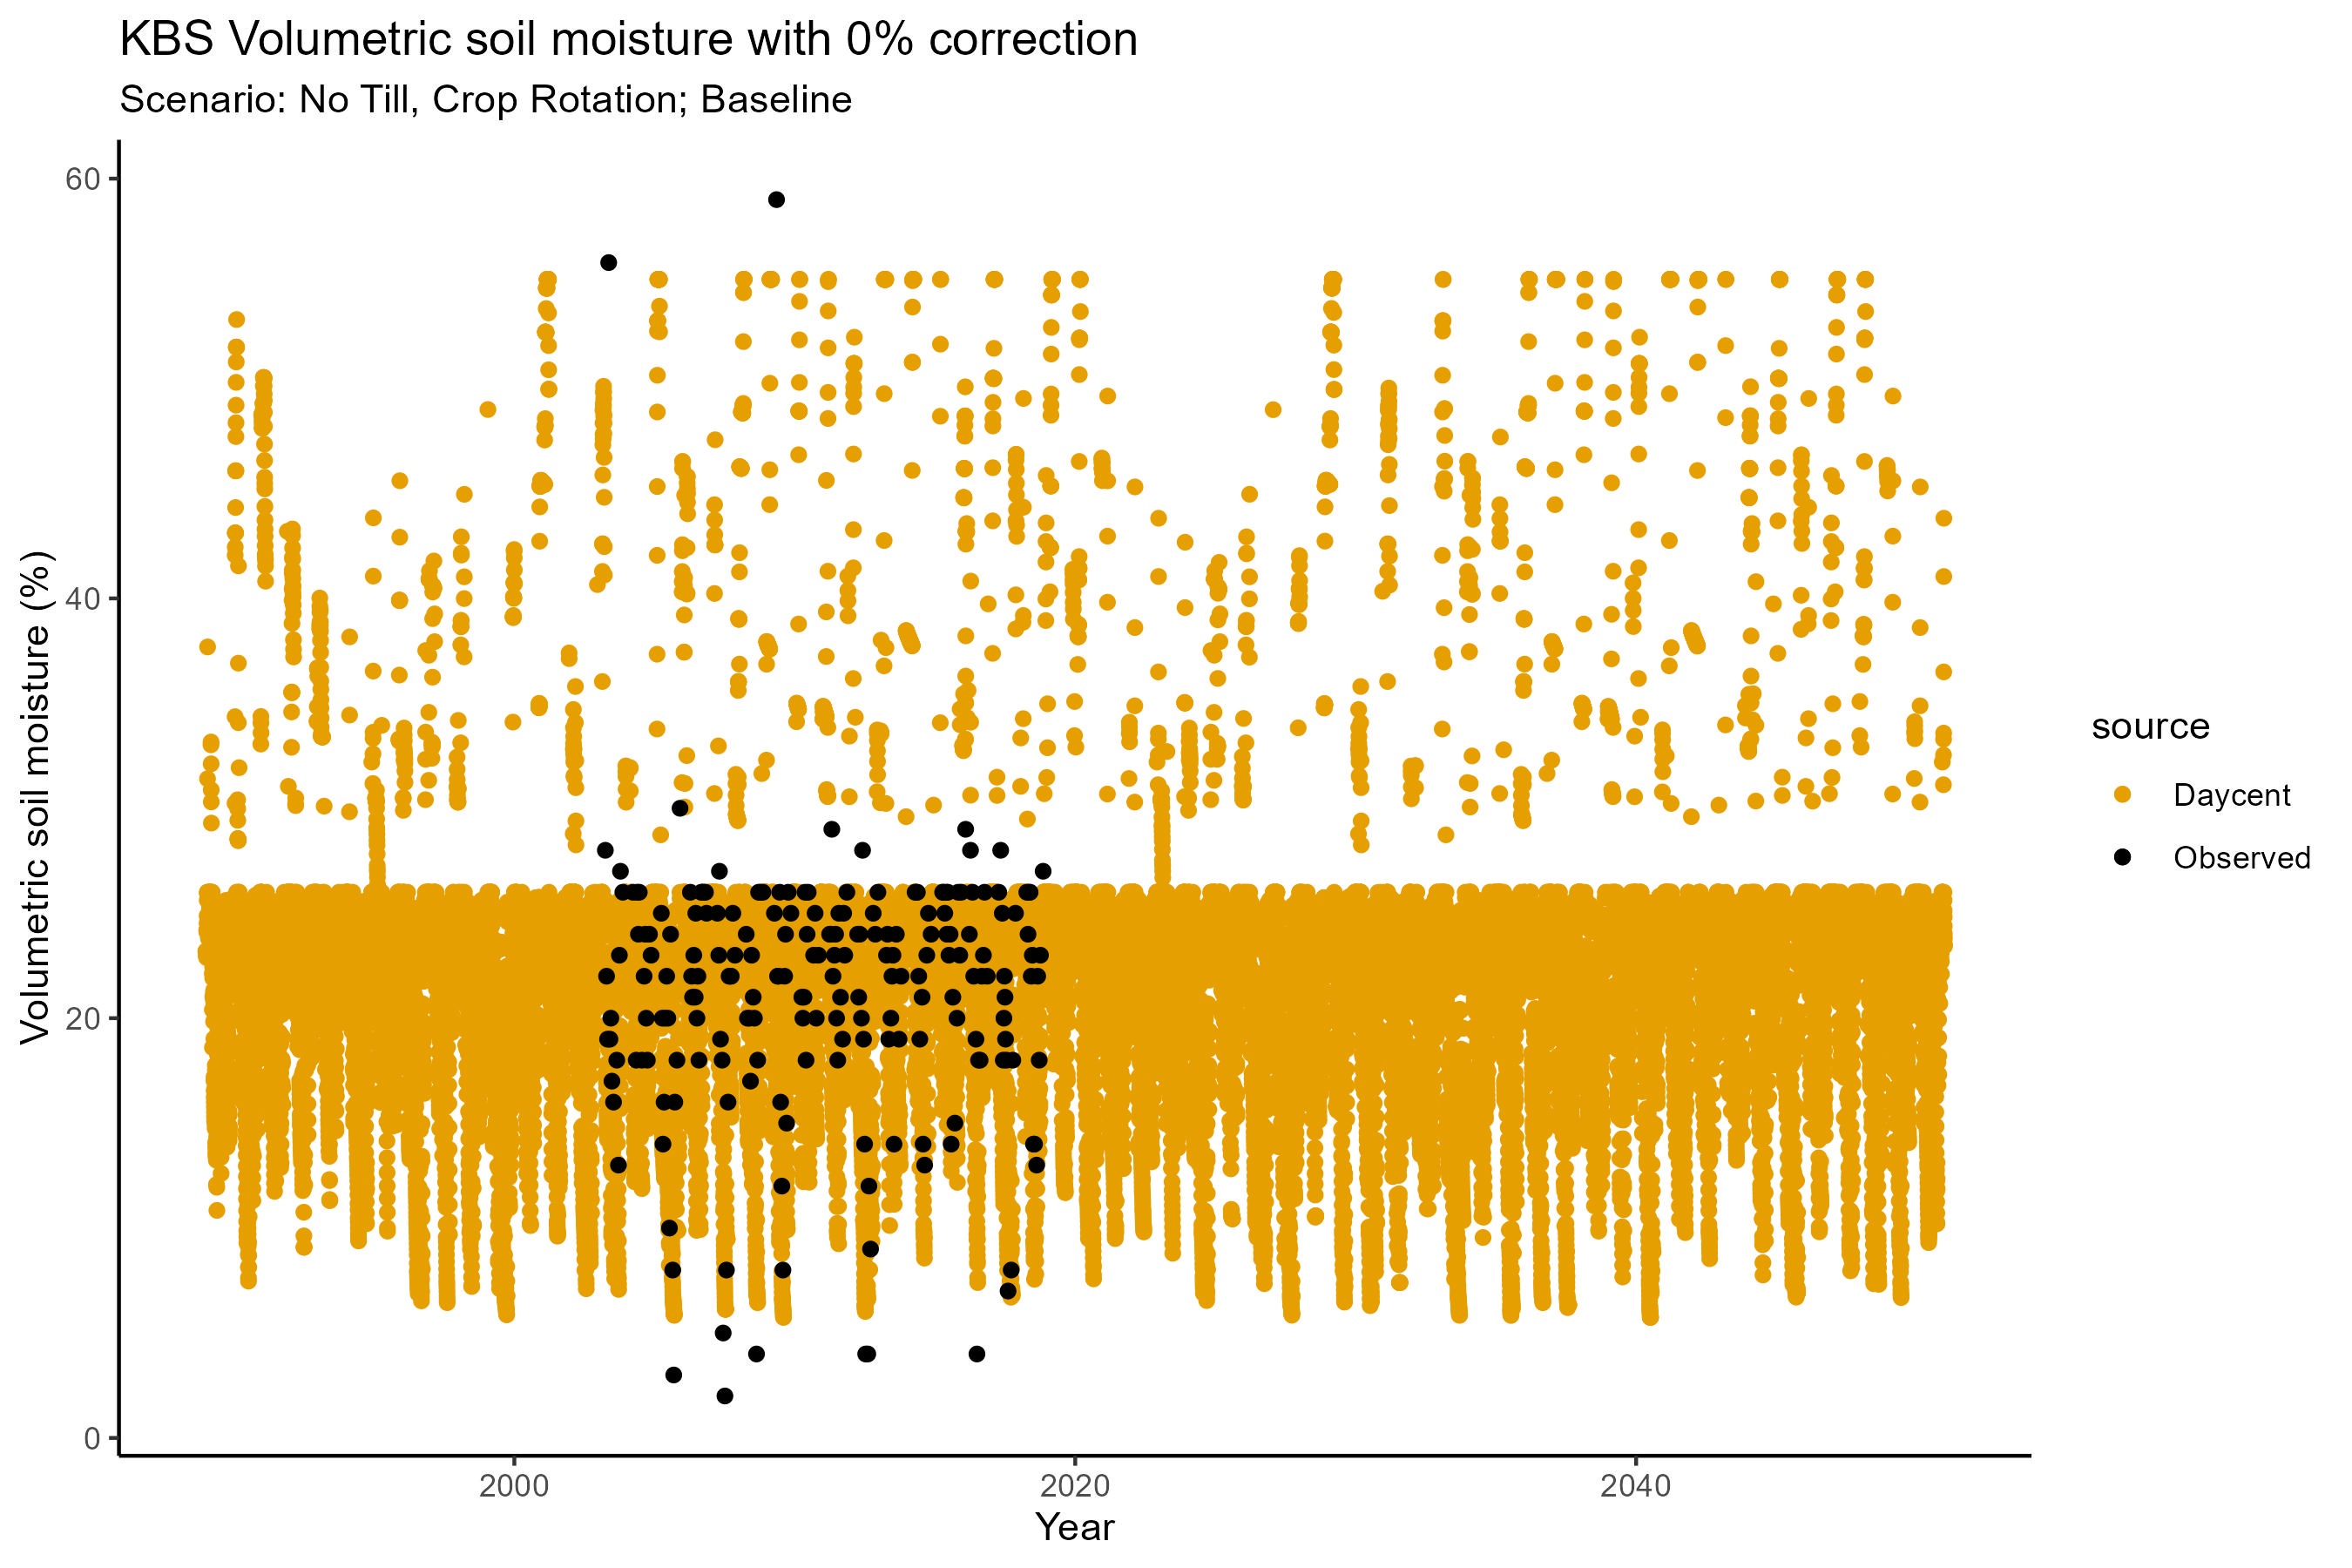 KBS Volumetric soil moisture with 0% correction
Scenario: No Till, Crop Rotation; Baseline
Volumetric soil moisture (%)
60
40
20
0
2000
2020
2040
Year
source
Daycent
Observed